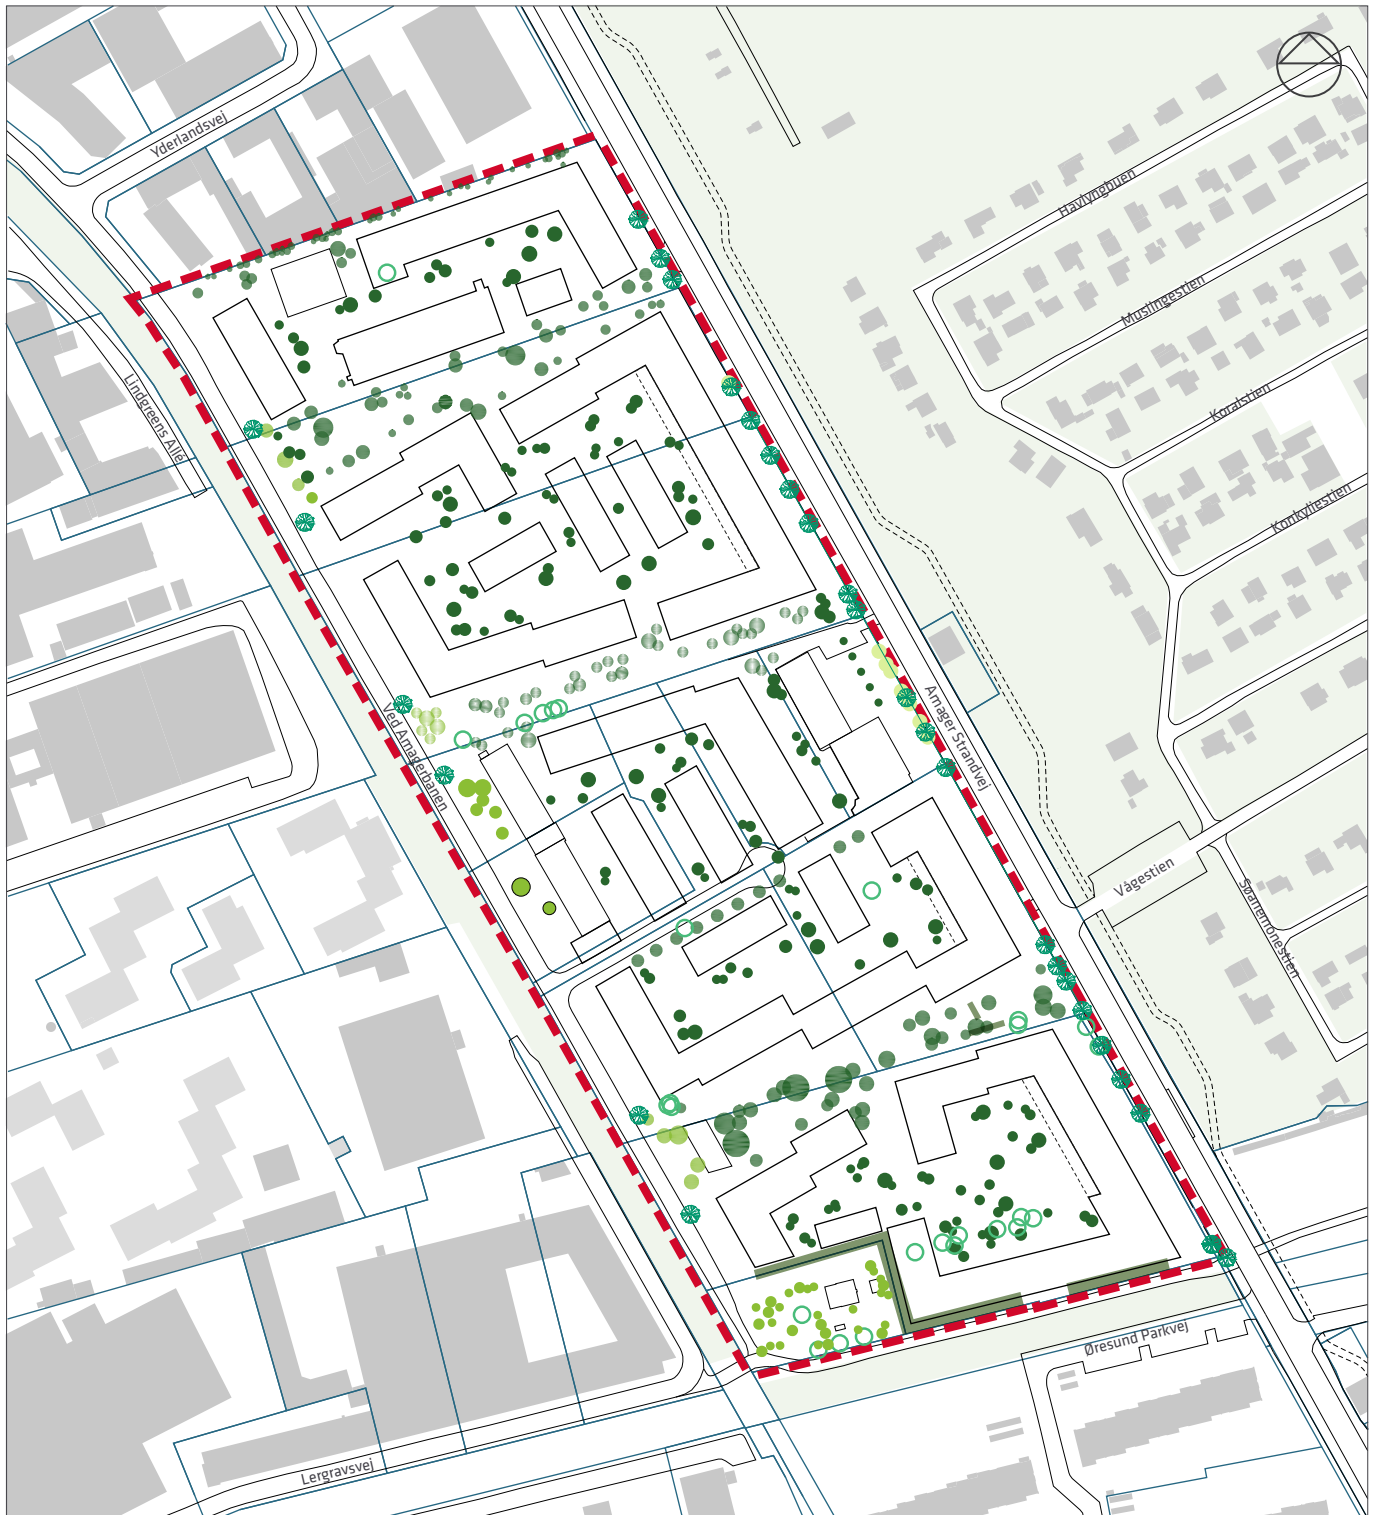 Yderlandsvej
Havlyngbuen
Muslingestien
Koralstien
Lindgreens Allé
Konkyliestien
Ved Amagerbanen
Amager Strandvej
Vågestien
Søanemonestien
Øresund Parkvej
Lergravsvej